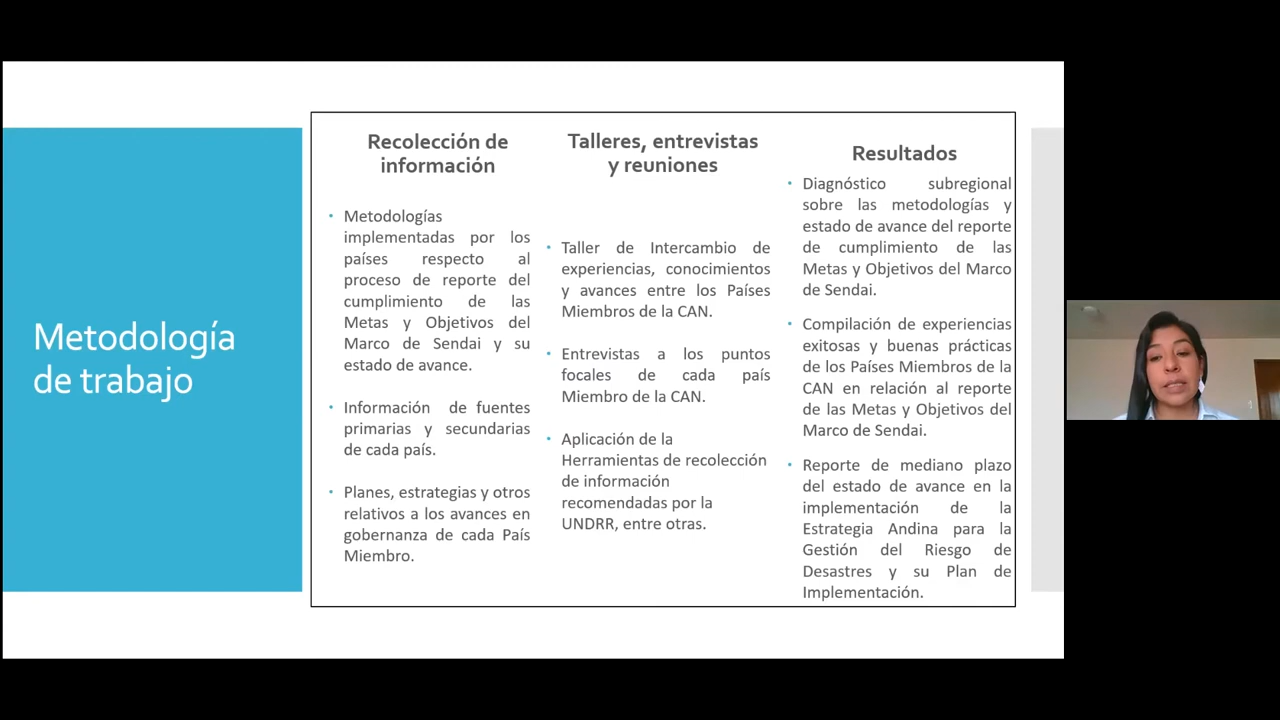 Metodología
de trabajo
Recolección de
información
Metodologías
implementadas por los
países respecto al
proceso de reporte del
cumplimiento de las
Metas y Objetivos del
Marco de Sendai y su
estado de avance.
Información de fuentes
primarias y secundarias
de cada país.
Planes, estrategias y otros
relativos a los avances en
gobernanza de cada País
Miembro.
Talleres, entrevistas
y reuniones
Taller de Intercambio de
experiencias, conocimientos
y avances entre los Países
Miembros de la CAN.
Entrevistas a los puntos
focales de cada país
Miembro de la CAN.
Aplicación de la
Herramientas de recolección
de información
recomendadas por la
UNDRR, entre otras.
Resultados
Diagnóstico subregional
sobre las metodologías y
estado de avance del reporte
de cumplimiento de las
Metas y Objetivos del Marco
de Sendai.
Compilación de experiencias
exitosas y buenas prácticas
de los Países Miembros de la
CAN en relación al reporte
de las Metas y Objetivos del
Marco de Sendai.
Reporte de mediano plazo
del estado de avance en la
implementación de la
Estrategia Andina para la
Gestión del Riesgo de
Desastres y su Plan de
Implementación.